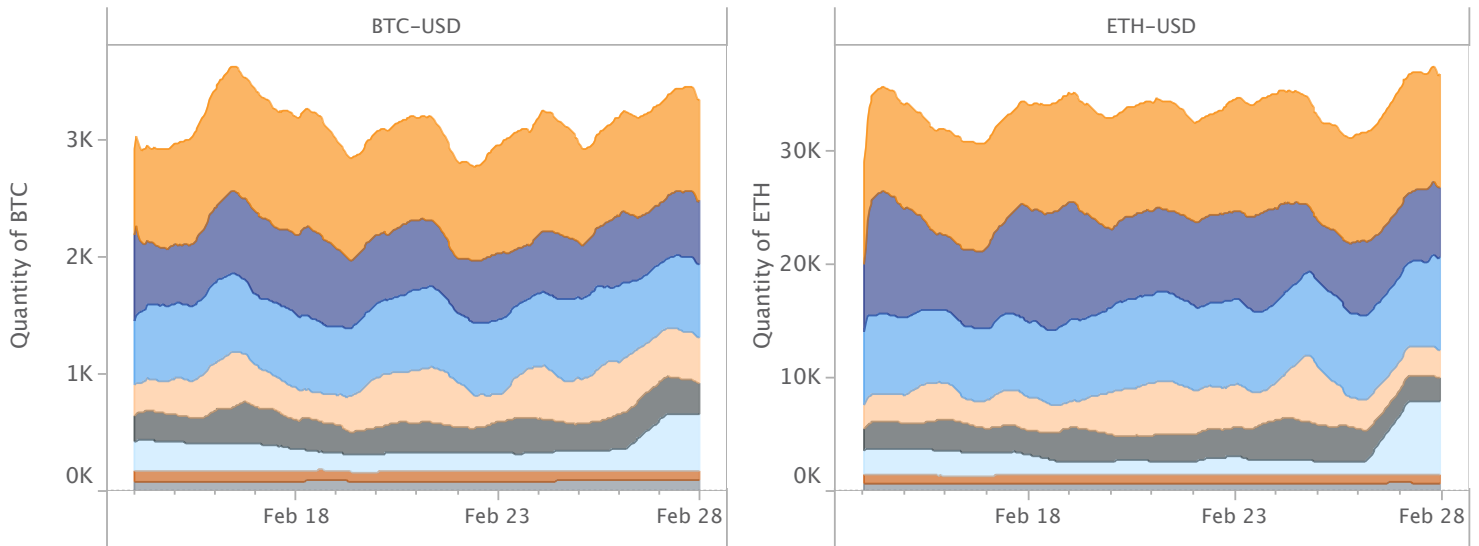 BTC-USD
Quantity of BTC
3K
2K
1K
0K
Feb 18
Feb 23
Feb 28
ETH-USD
Quantity of ETH
30K
20K
10K
0K
Feb 18
Feb 23
Feb 28